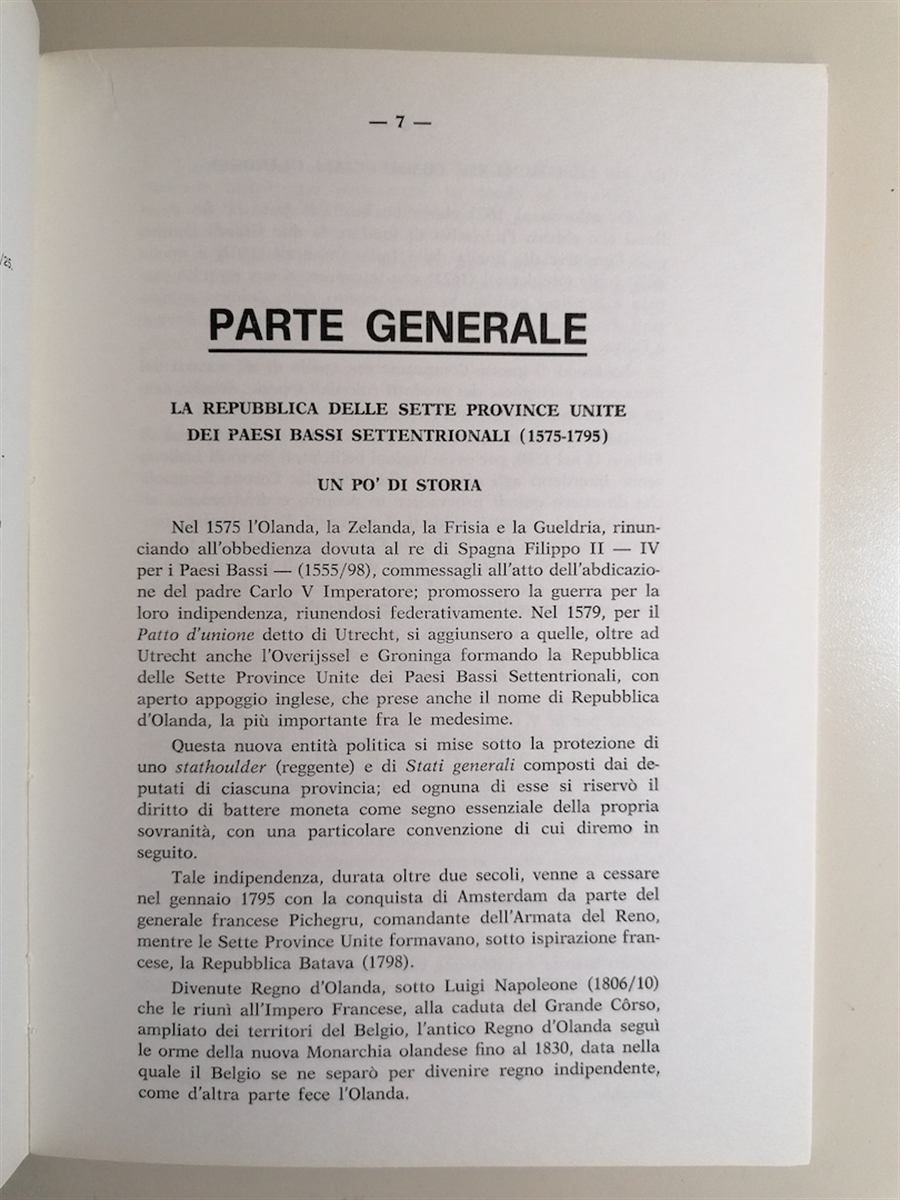 /25.
— 7 —
PARTE GENERALE
LA REPUBBLICA DELLE SETTE PROVINCE UNITE
DEI PAESI BASSI SETTENTRIONALI (1575-1795)
UN PO' DI STORIA
Nel 1575 l'Olanda, la Zelanda, la Frisia e la Gueldria, rinun-
ciando all'obbedienza dovuta al re di Spagna Filippo II — IV
per i Paesi Bassi — (1555/98), commessagli all'atto dell'abdicazio-
ne del padre Carlo V Imperatore; promossero la guerra per la
loro indipendenza, riunendosi federativamente. Nel 1579, per il
Patto d'unione detto di Utrecht, si aggiunsero a quelle, oltre ad
Utrecht anche l'Overijssel e Groninga formando la Repubblica
delle Sette Province Unite dei Paesi Bassi Settentrionali, con
aperto appoggio inglese, che prese anche il nome di Repubblica
d'Olanda, la più importante fra le medesime.
Questa nuova entità politica si mise sotto la protezione di
uno stathoulder (reggente) e di Stati generali composti dai de-
putati di ciascuna provincia; ed ognuna di esse si riservò il
diritto di battere moneta come segno essenziale della propria
sovranità, con una particolare convenzione di cui diremo in
seguito.
Tale indipendenza, durata oltre due secoli, venne a cessare
nel gennaio 1795 con la conquista di Amsterdam da parte del
generale francese Pichegru, comandante dell'Armata del Reno,
mentre le Sette Province Unite formavano, sotto ispirazione fran-
cese, la Repubblica Batava (1798).
Divenute Regno d'Olanda, sotto Luigi Napoleone (1806/10)
che le riunì all'Impero Francese, alla caduta del Grande Côrso,
ampliato dei territori del Belgio, l'antico Regno d'Olanda seguì
le orme della nuova Monarchia olandese fino al 1830, data nella
quale il Belgio se ne separò per divenire regno indipendente,
come d'altra parte fece l'Olanda.